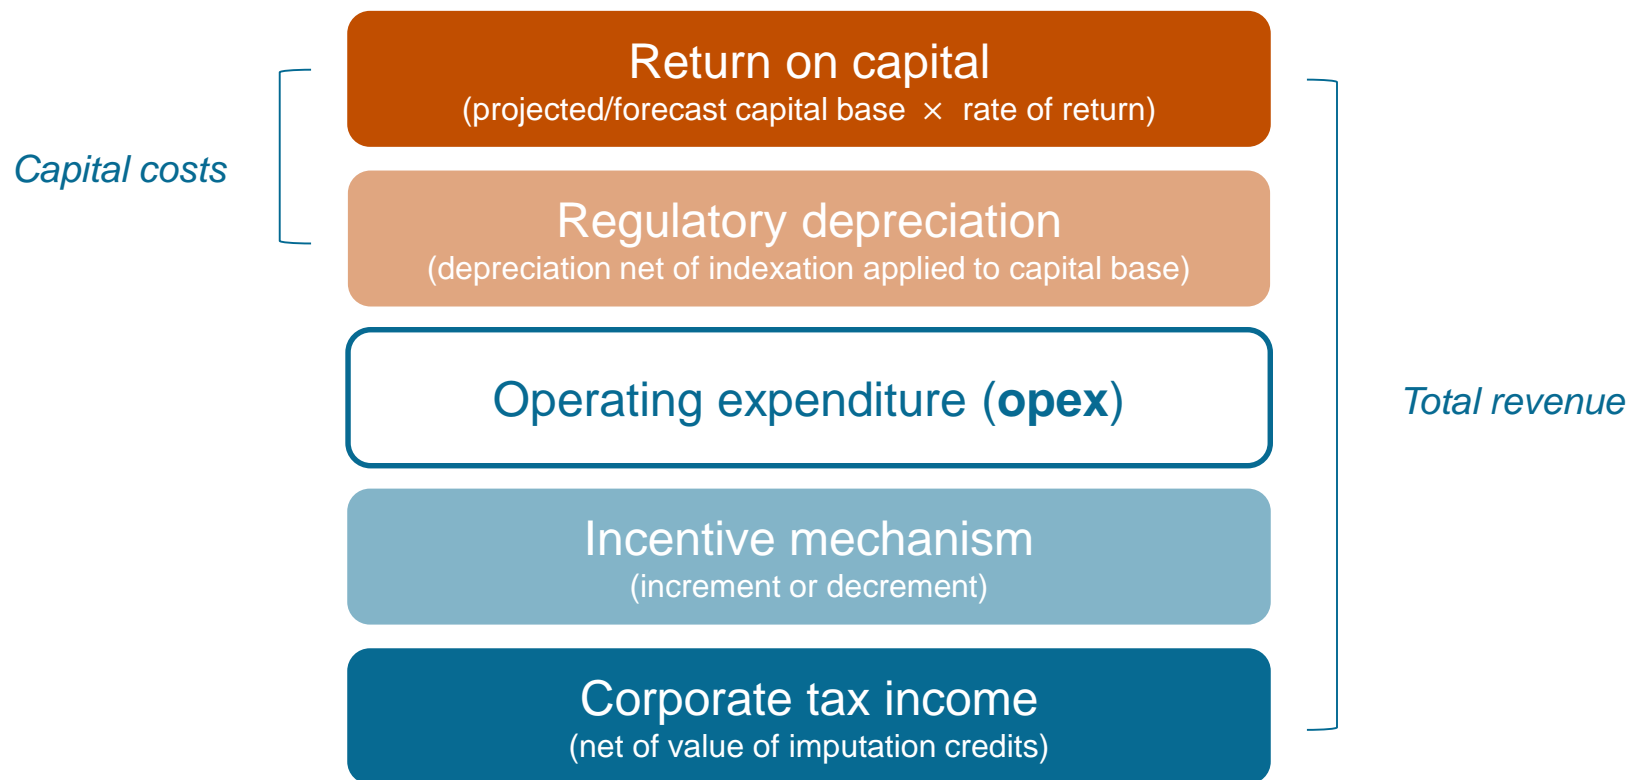 Return on capital
(projected/forecast capital base × rate of return)
Capital costs
Regulatory depreciation
(depreciation net of indexation applied to capital base)
Operating expenditure (opex)
Total revenue
Incentive mechanism
(increment or decrement)
Corporate tax income
(net of value of imputation credits)